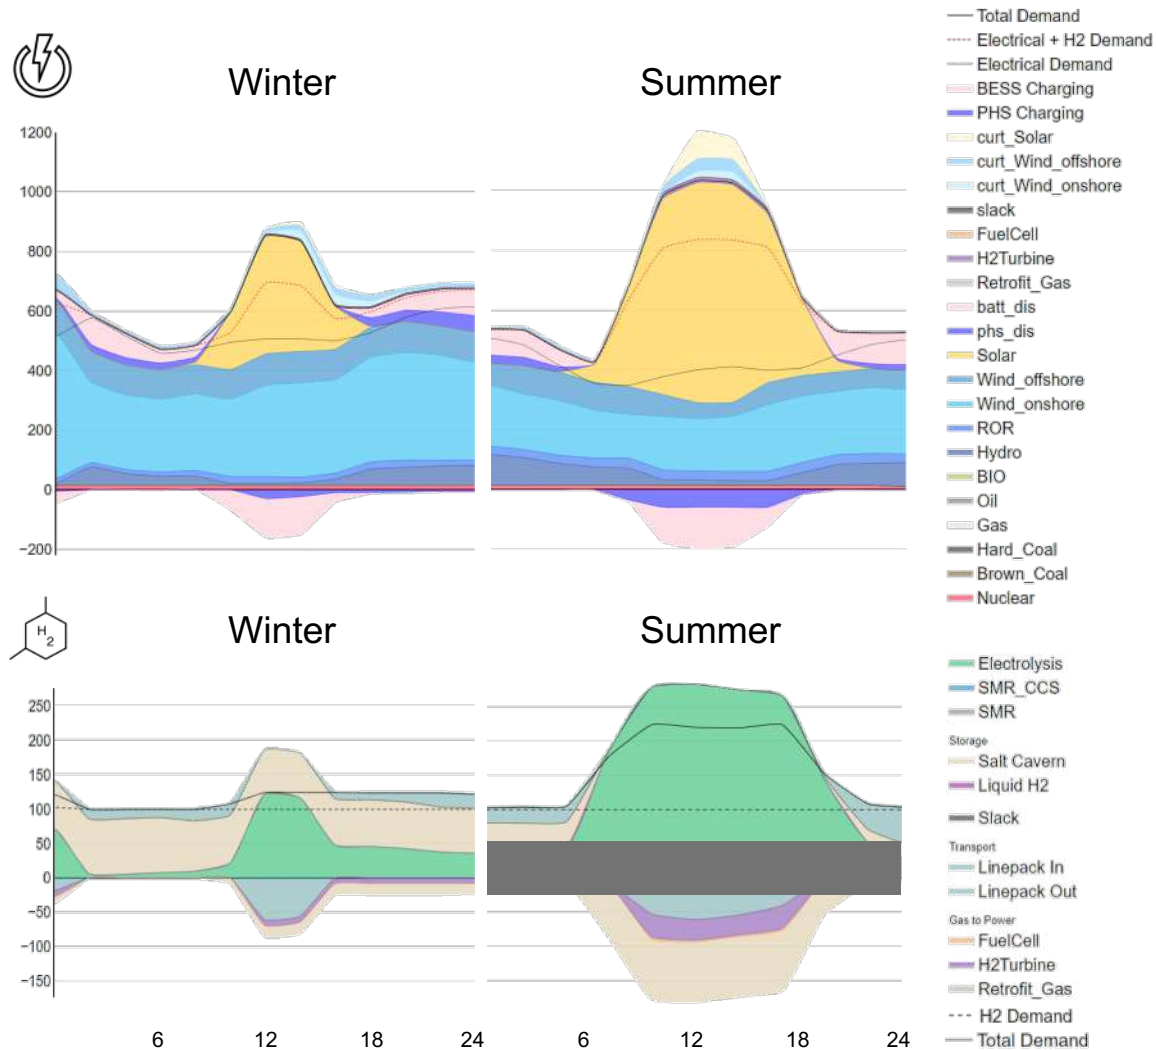 Winter
Summer
1200
1000
800
600
400
200
0
−200
Total Demand
Electrical + H2 Demand
Electrical Demand
BESS Charging
PHS Charging
curt_Solar
curt_Wind_offshore
curt_Wind_onshore
slack
FuelCell
H2Turbine
Retrofit_Gas
batt_dis
phs_dis
Solar
Wind_offshore
Wind_onshore
ROR
Hydro
BIO
Oil
Gas
Hard_Coal
Brown_Coal
Nuclear
H2
Winter
Summer
250
200
150
100
50
0
−50
−100
−150
6
12
18
24
6
12
18
24
Electrolysis
SMR_CCS
SMR
Storage
Salt Cavern
Liquid H2
Slack
Transport
Linepack In
Linepack Out
Gas to Power
FuelCell
H2Turbine
Retrofit_Gas
H2 Demand
Total Demand